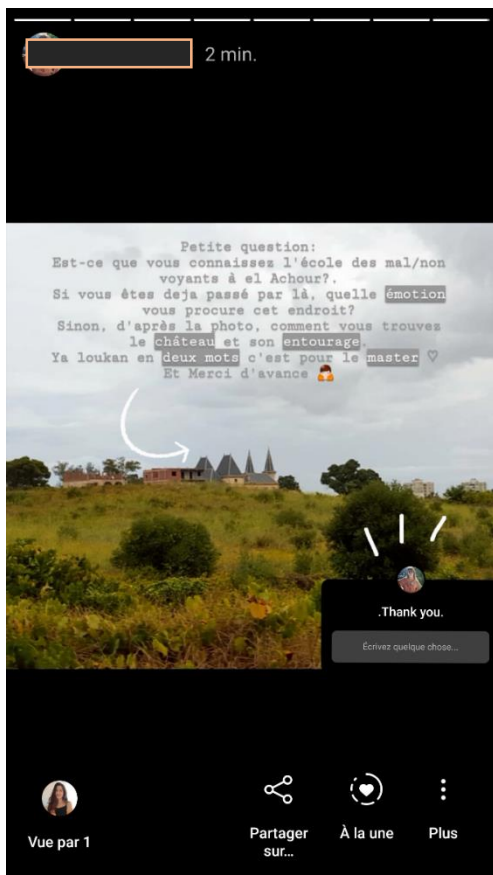 2 min.
Petite question:
Est-ce que vous connaissez l'école des mal/non
voyants à el Achour?.
Si vous êtes deja passé par là, quelle émotion
vous procure cet endroit?
Sinon, d'après la photo, comment vous trouvez
le château et son entourage.
Ya loukan en deux mots c'est pour le master ♡
Et Merci d'avance 🙇
.Thank you.
Écrivez quelque chose...
Vue par 1
Partager
sur...
À la une
Plus